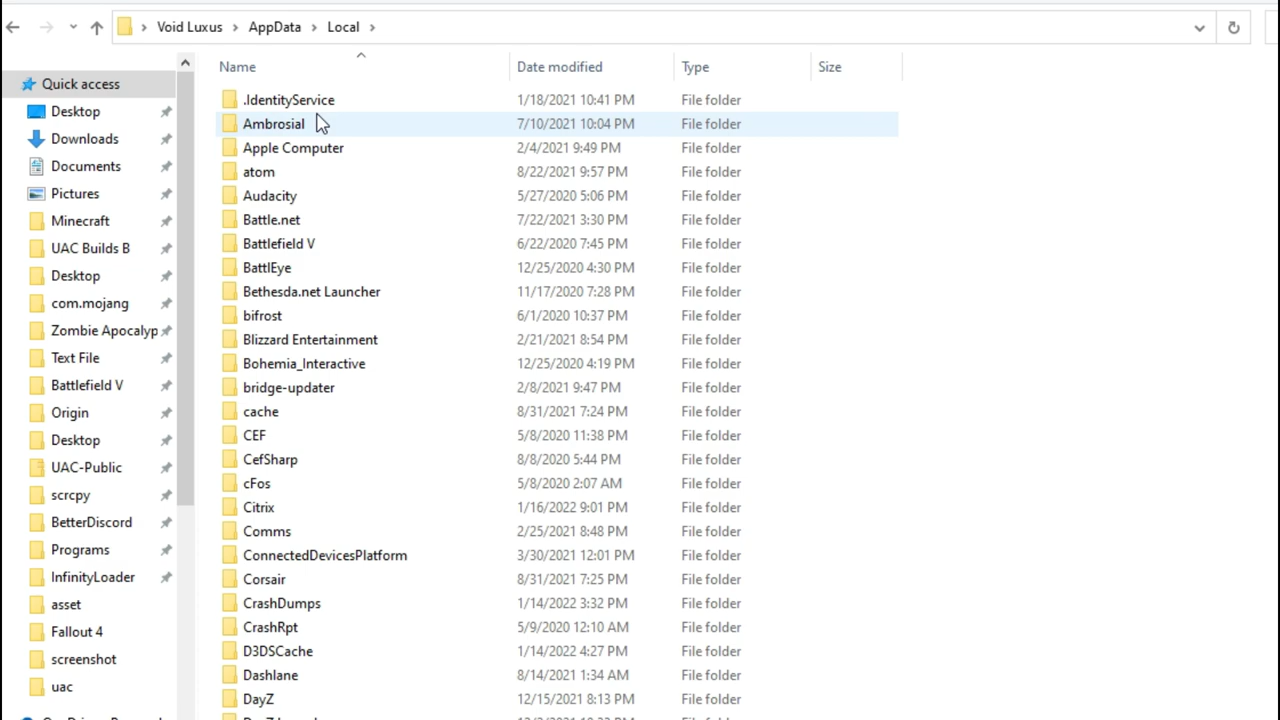 Void Luxus > AppData > Local >
Name Date modified Type Size
Quick access
Desktop
Downloads
Documents
Pictures
Minecraft
UAC Builds B
Desktop
com.mojang
Zombie Apocalyp
Text File
Battlefield V
Origin
Desktop
UAC-Public
scrcpy
BetterDiscord
Programs
InfinityLoader
asset
Fallout 4
screenshot
uac
.IdentityService 1/18/2021 10:41 PM File folder
Ambrosial 7/10/2021 10:04 PM File folder
Apple Computer 2/4/2021 9:49 PM File folder
atom 8/22/2021 9:57 PM File folder
Audacity 5/27/2020 5:06 PM File folder
Battle.net 7/22/2021 3:30 PM File folder
Battlefield V 6/22/2020 7:45 PM File folder
BattlEye 12/25/2020 4:30 PM File folder
Bethesda.net Launcher 11/17/2020 7:28 PM File folder
bifrost 6/1/2020 10:37 PM File folder
Blizzard Entertainment 2/21/2021 8:54 PM File folder
Bohemia_Interactive 12/25/2020 4:19 PM File folder
bridge-updater 2/8/2021 9:47 PM File folder
cache 8/31/2021 7:24 PM File folder
CEF 5/8/2020 11:38 PM File folder
CefSharp 8/8/2020 5:44 PM File folder
cFos 5/8/2020 2:07 AM File folder
Citrix 1/16/2022 9:01 PM File folder
Comms 2/25/2021 8:48 PM File folder
ConnectedDevicesPlatform 3/30/2021 12:01 PM File folder
Corsair 8/31/2021 7:25 PM File folder
CrashDumps 1/14/2022 3:32 PM File folder
CrashRpt 5/9/2020 12:10 AM File folder
D3DSCache 1/14/2022 4:27 PM File folder
Dashlane 8/14/2021 1:34 AM File folder
DayZ 12/15/2021 8:13 PM File folder